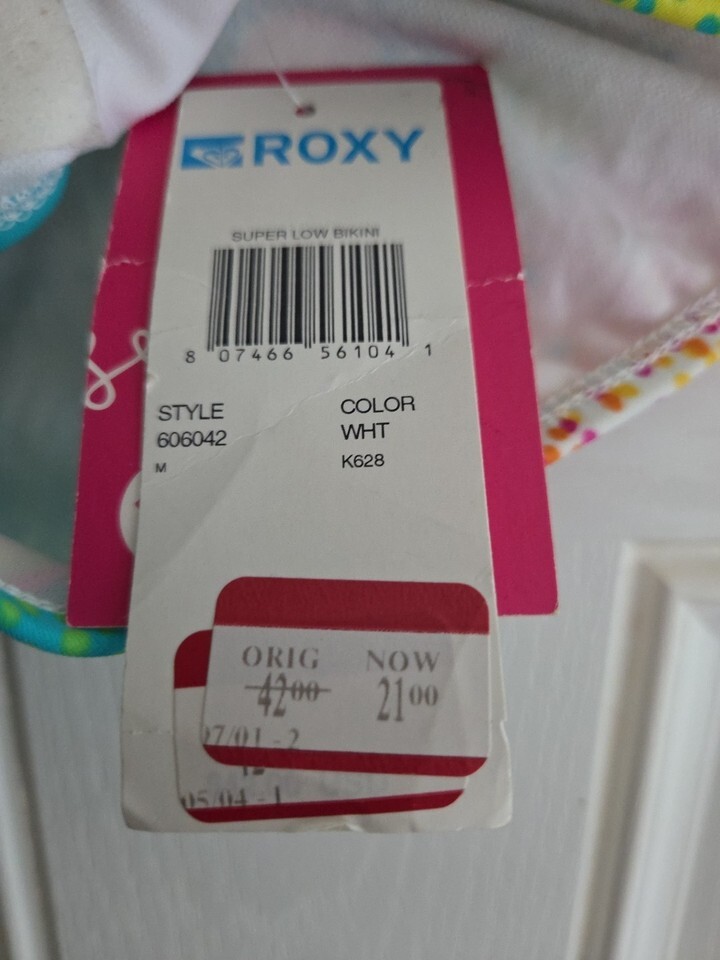 ROXY
SUPER LOW BIKINI
8 07466 56104 1
STYLE
606042
M
COLOR
WHT
K628
ORIG NOW
42.00 21.00
07/01 - 2
05/04 - 1